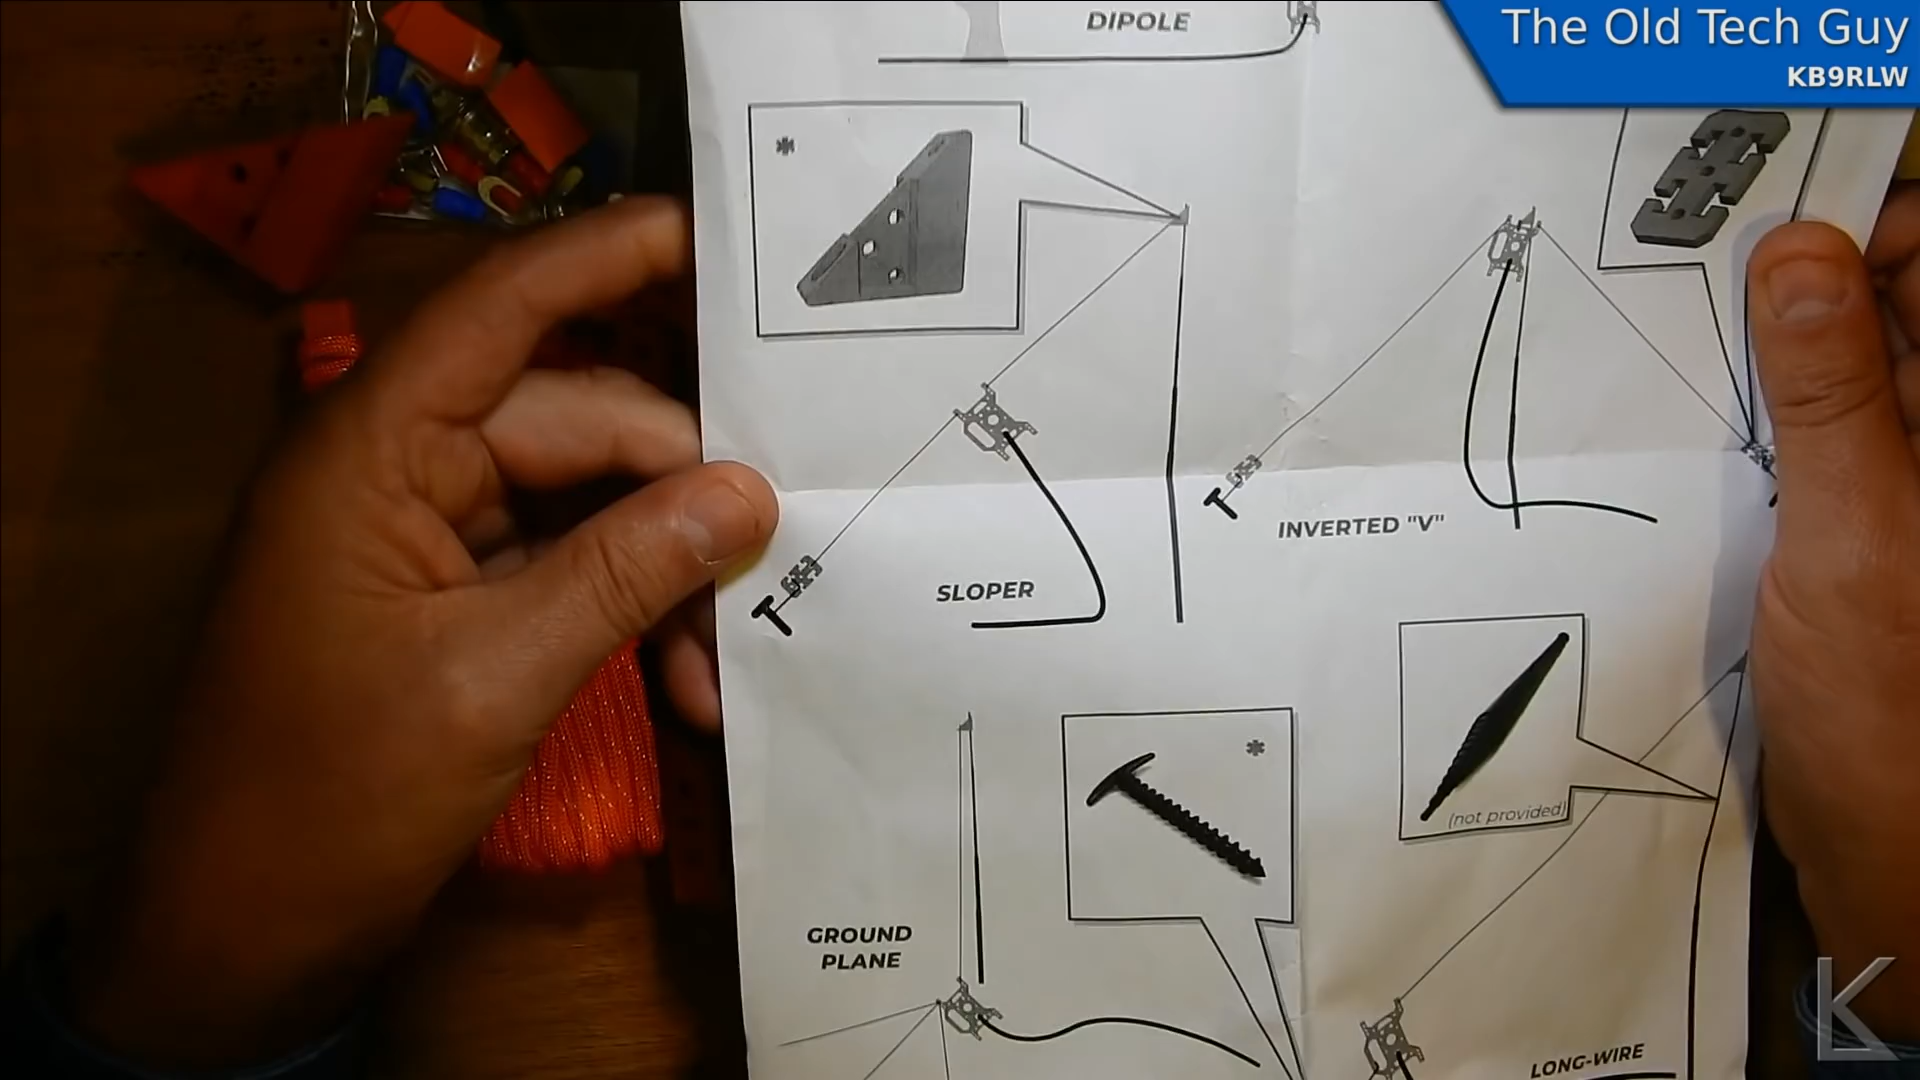 The Old Tech Guy
KB9RLW
DIPOLE
*
INVERTED "V"
SLOPER
*
(not provided)
GROUND
PLANE
LONG-WIRE
K